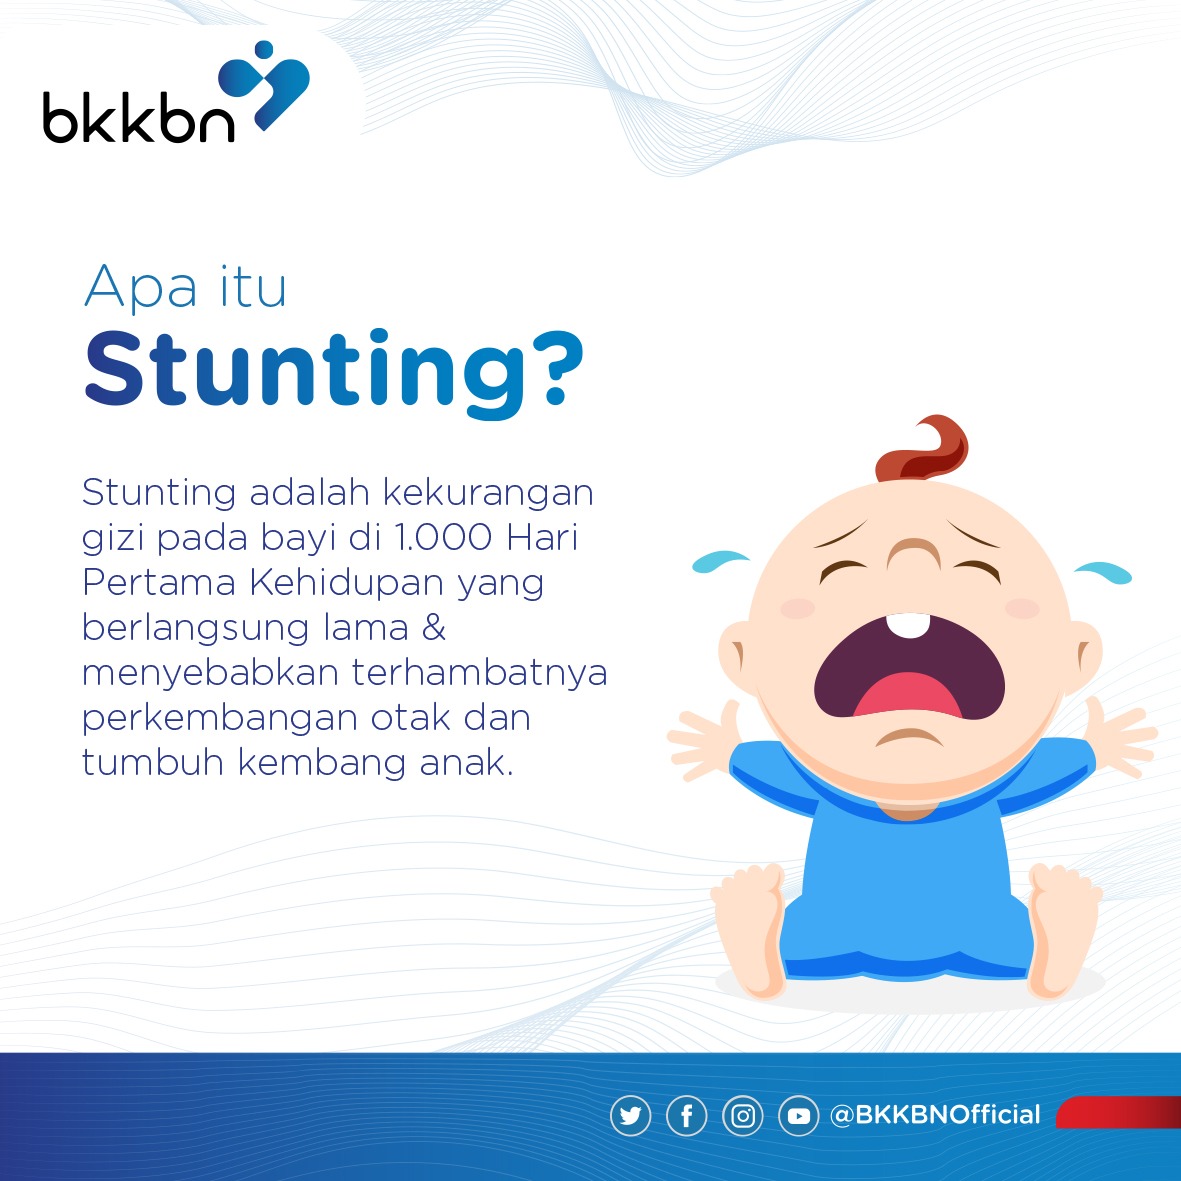 bkkbn
Apa itu
Stunting?
Stunting adalah kekurangan
gizi pada bayi di 1.000 Hari
Pertama Kehidupan yang
berlangsung lama &
menyebabkan terhambatnya
perkembangan otak dan
tumbuh kembang anak.
@BKKBNOfficial